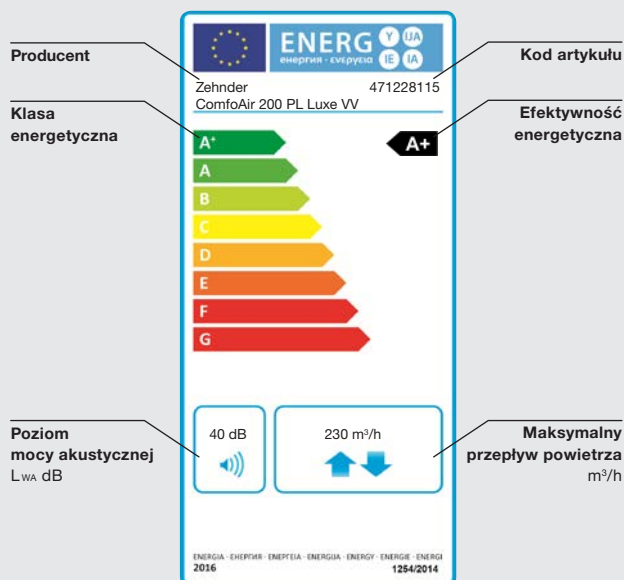 ENERG Y IJA
енергия · ενεργεια IE IA
Producent
Kod artykułu
Zehnder 471228115
ComfoAir 200 PL Luxe VV
Klasa
energetyczna
Efektywność
energetyczna
A+ A+
A
B
C
D
E
F
G
40 dB 230 m³/h
Poziom
mocy akustycznej
LWA dB
Maksymalny
przepływ powietrza
m³/h
ENERGIA · ЕНЕРГИЯ · ΕΝΕΡΓΕΙΑ · ENERGIJA · ENERGY · ENERGIE · ENERGI
2016 1254/2014